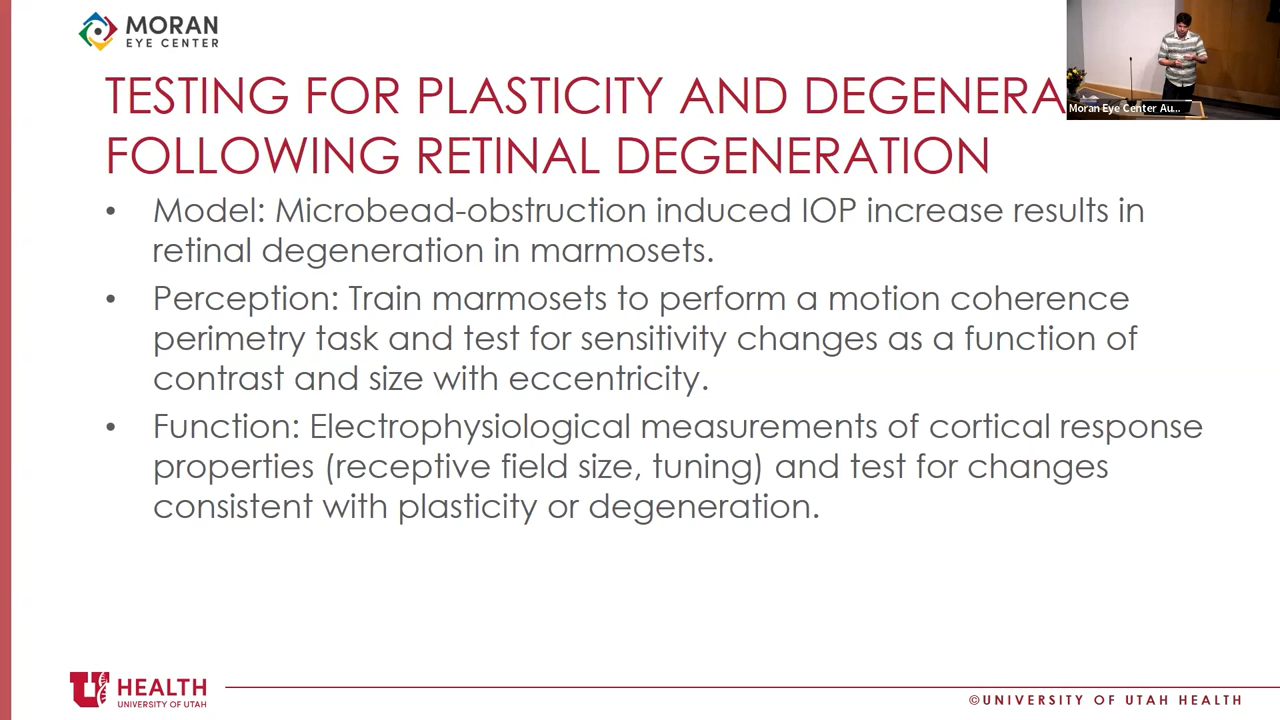 MORAN
EYE CENTER
TESTING FOR PLASTICITY AND DEGENERA
FOLLOWING RETINAL DEGENERATION
Moran Eye Center Au...
• Model: Microbead-obstruction induced IOP increase results in
retinal degeneration in marmosets.
• Perception: Train marmosets to perform a motion coherence
perimetry task and test for sensitivity changes as a function of
contrast and size with eccentricity.
• Function: Electrophysiological measurements of cortical response
properties (receptive field size, tuning) and test for changes
consistent with plasticity or degeneration.
U HEALTH
UNIVERSITY OF UTAH
©UNIVERSITY OF UTAH HEALTH